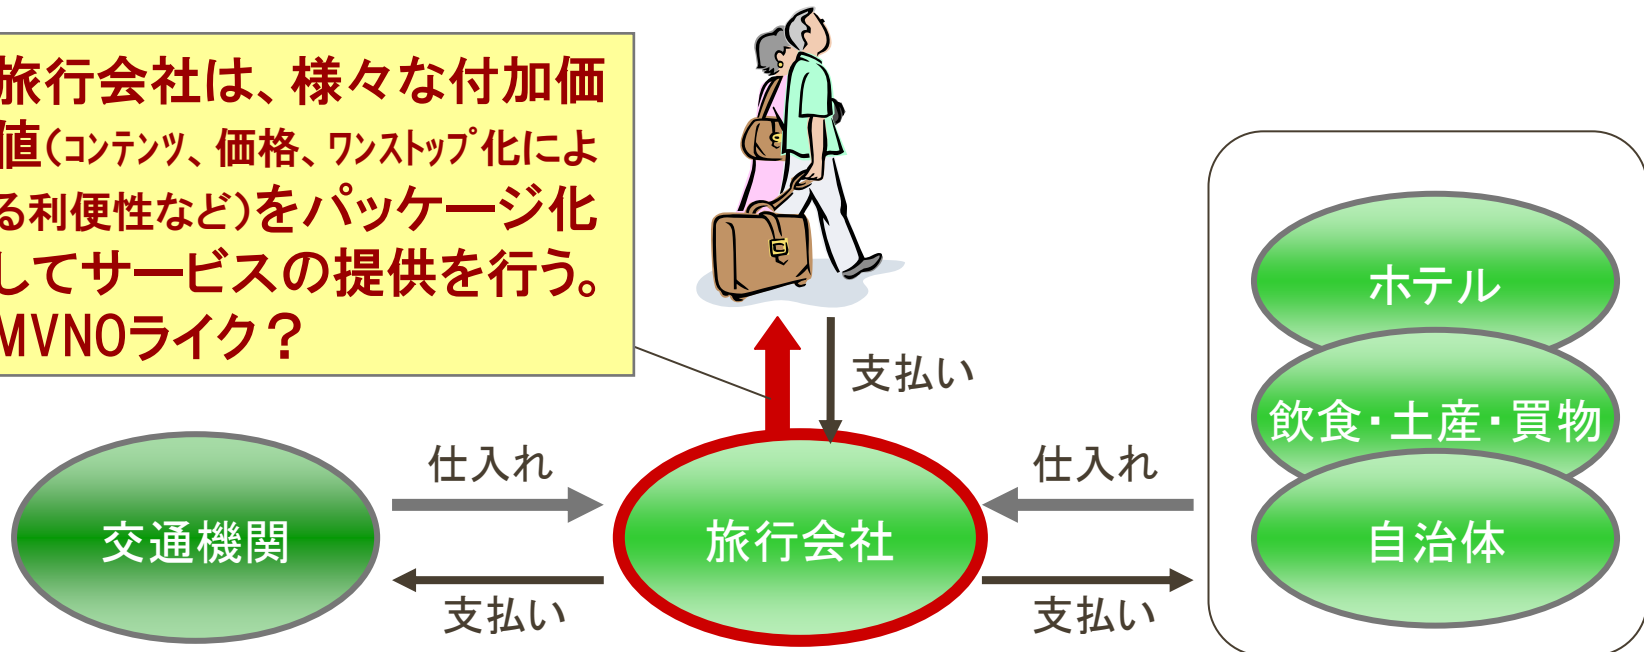 旅行会社は、様々な付加価
値(コンテンツ、価格、ワンストップ化によ
る利便性など)をパッケージ化
してサービスの提供を行う。
MVNOライク？
支払い
ホテル
飲食・土産・買物
自治体
仕入れ
仕入れ
交通機関
旅行会社
支払い
支払い